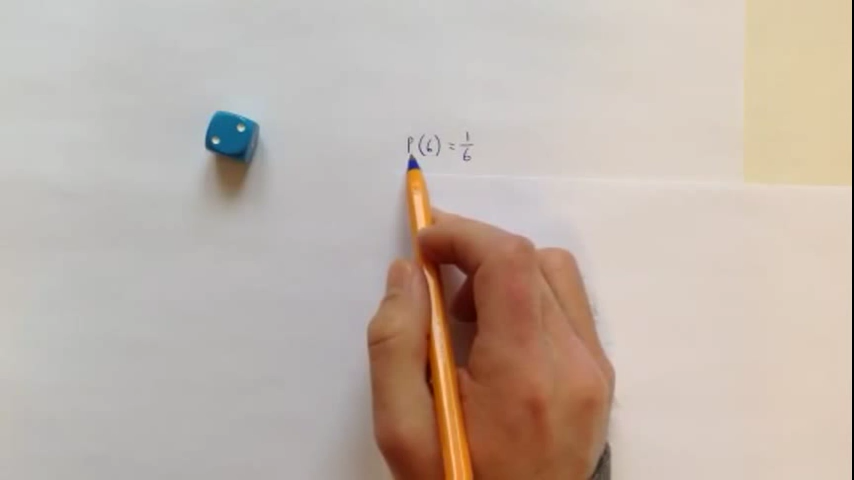 P(6) = 1/6